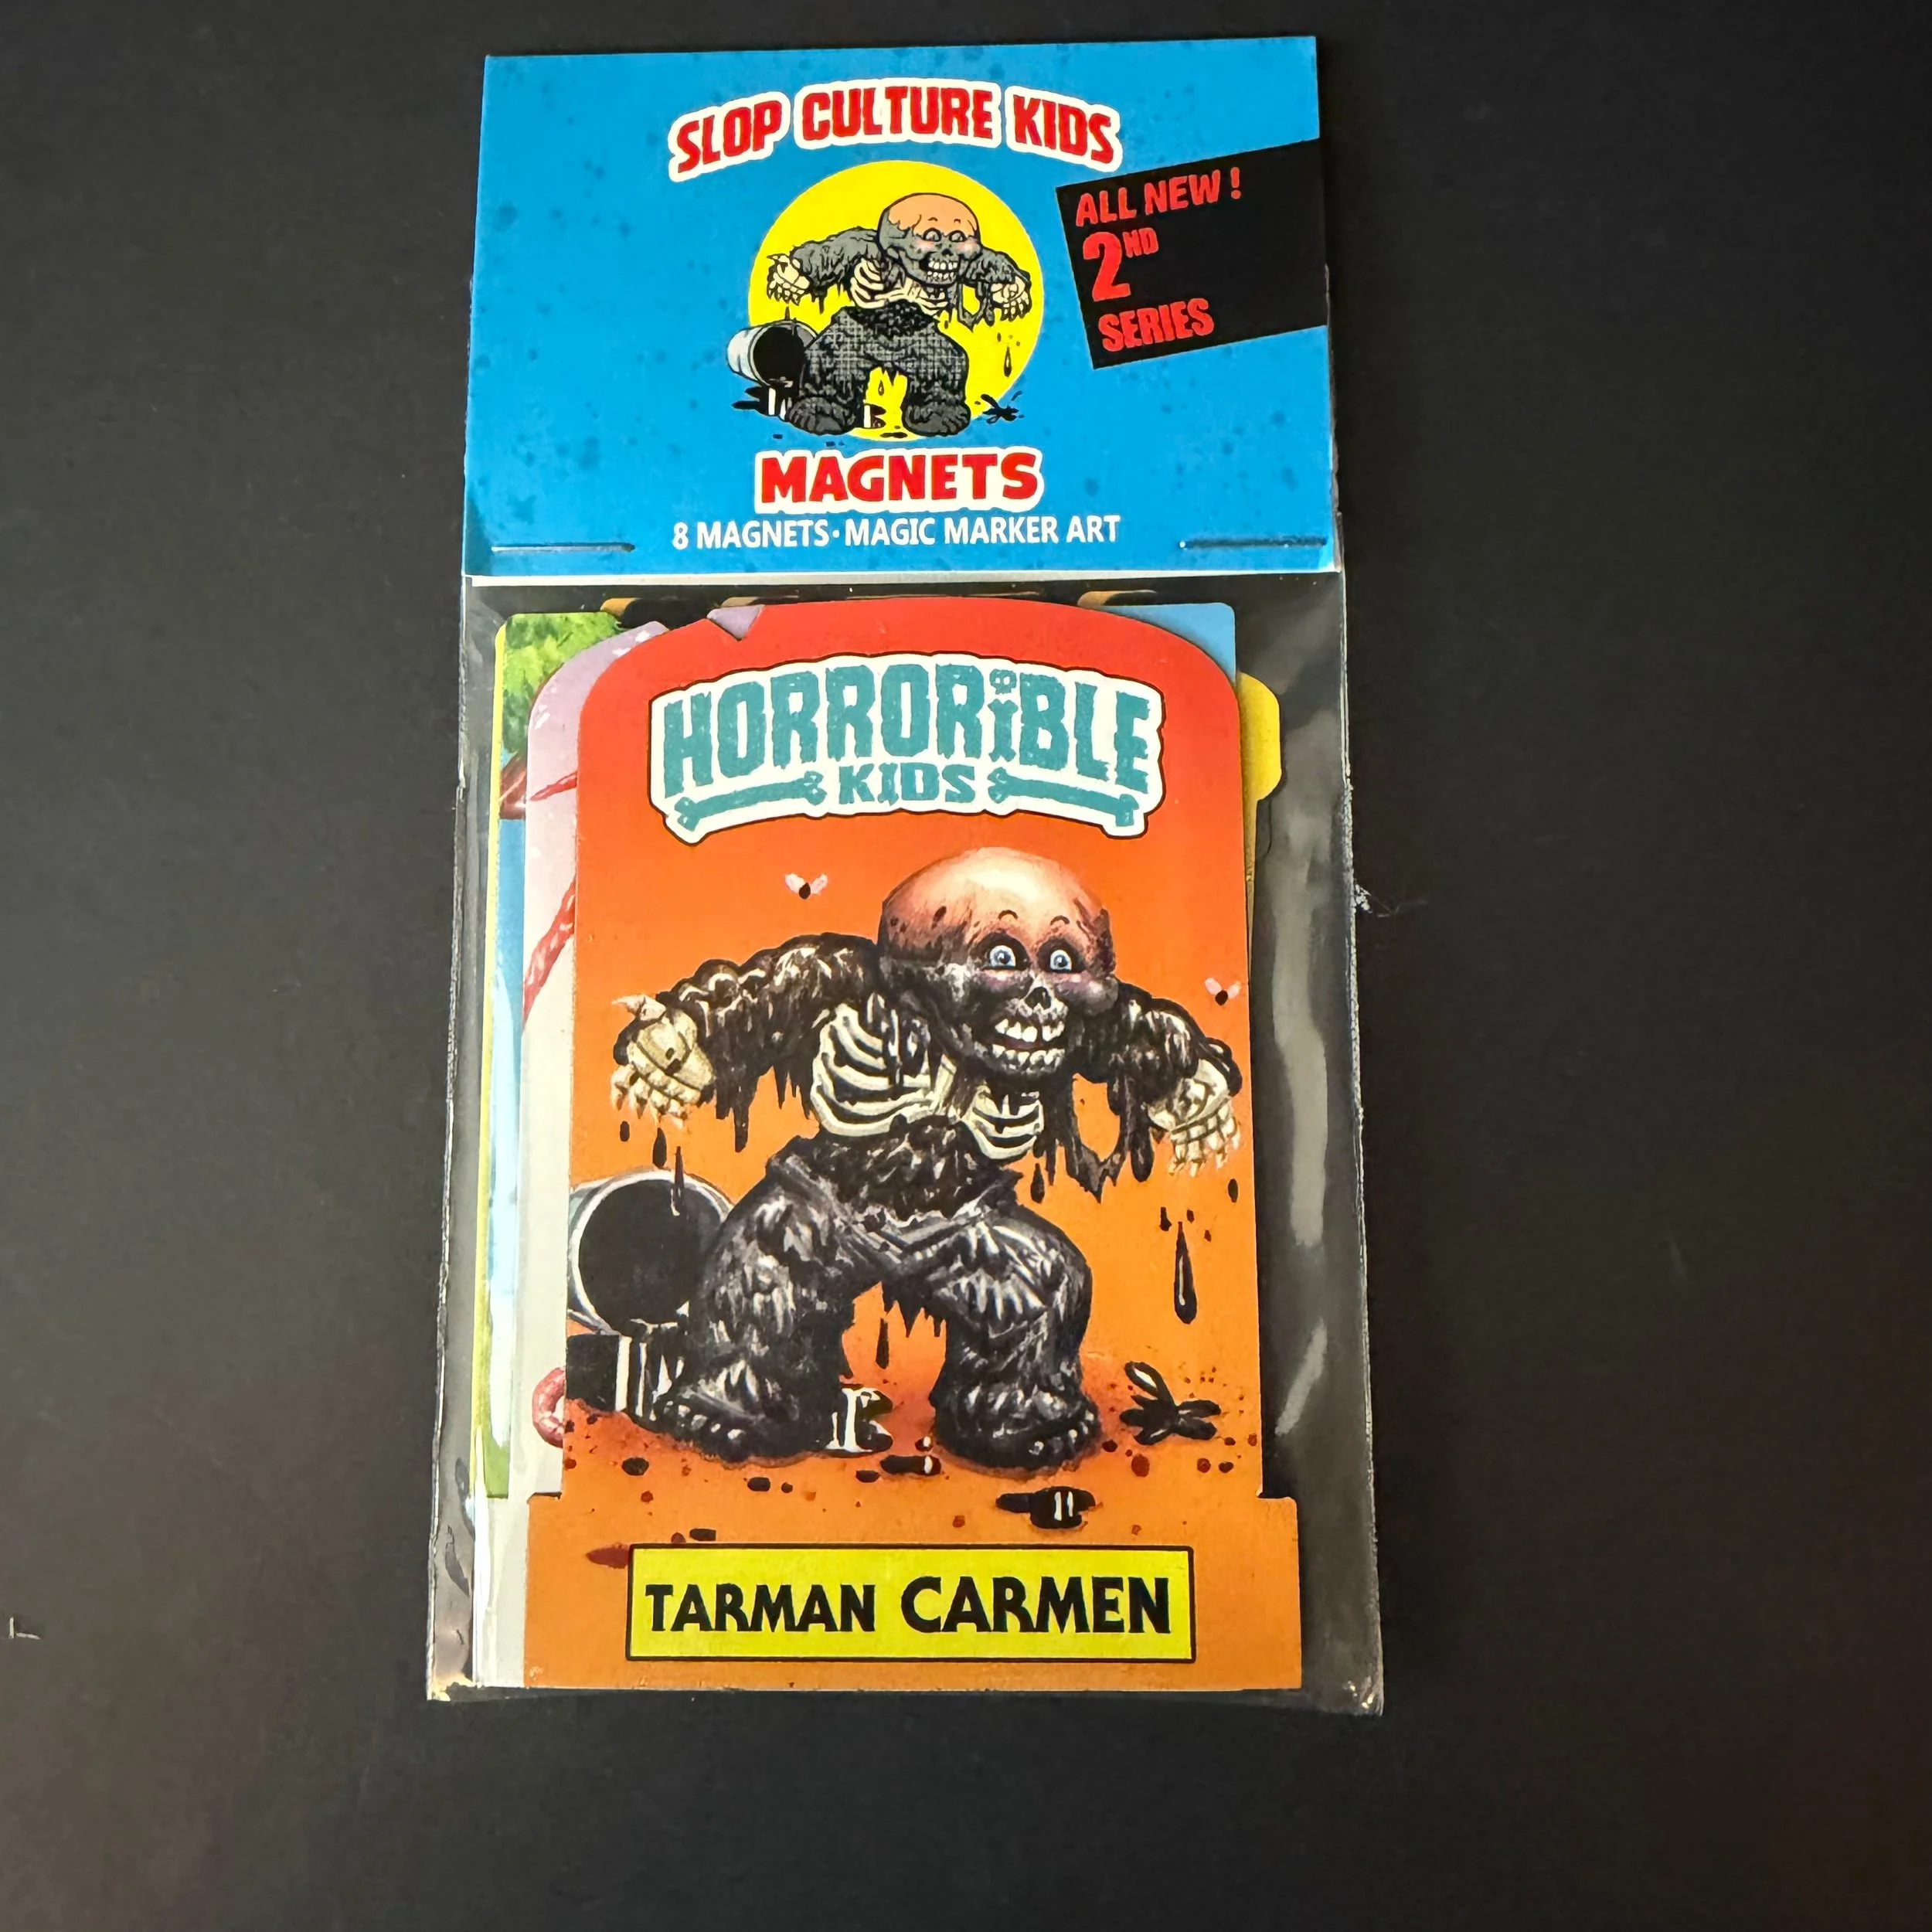 SLOP CULTURE KIDS
ALL NEW!
2ND
SERIES
MAGNETS
8 MAGNETS·MAGIC MARKER ART
HORRORiBLE
KIDS
TARMAN CARMEN